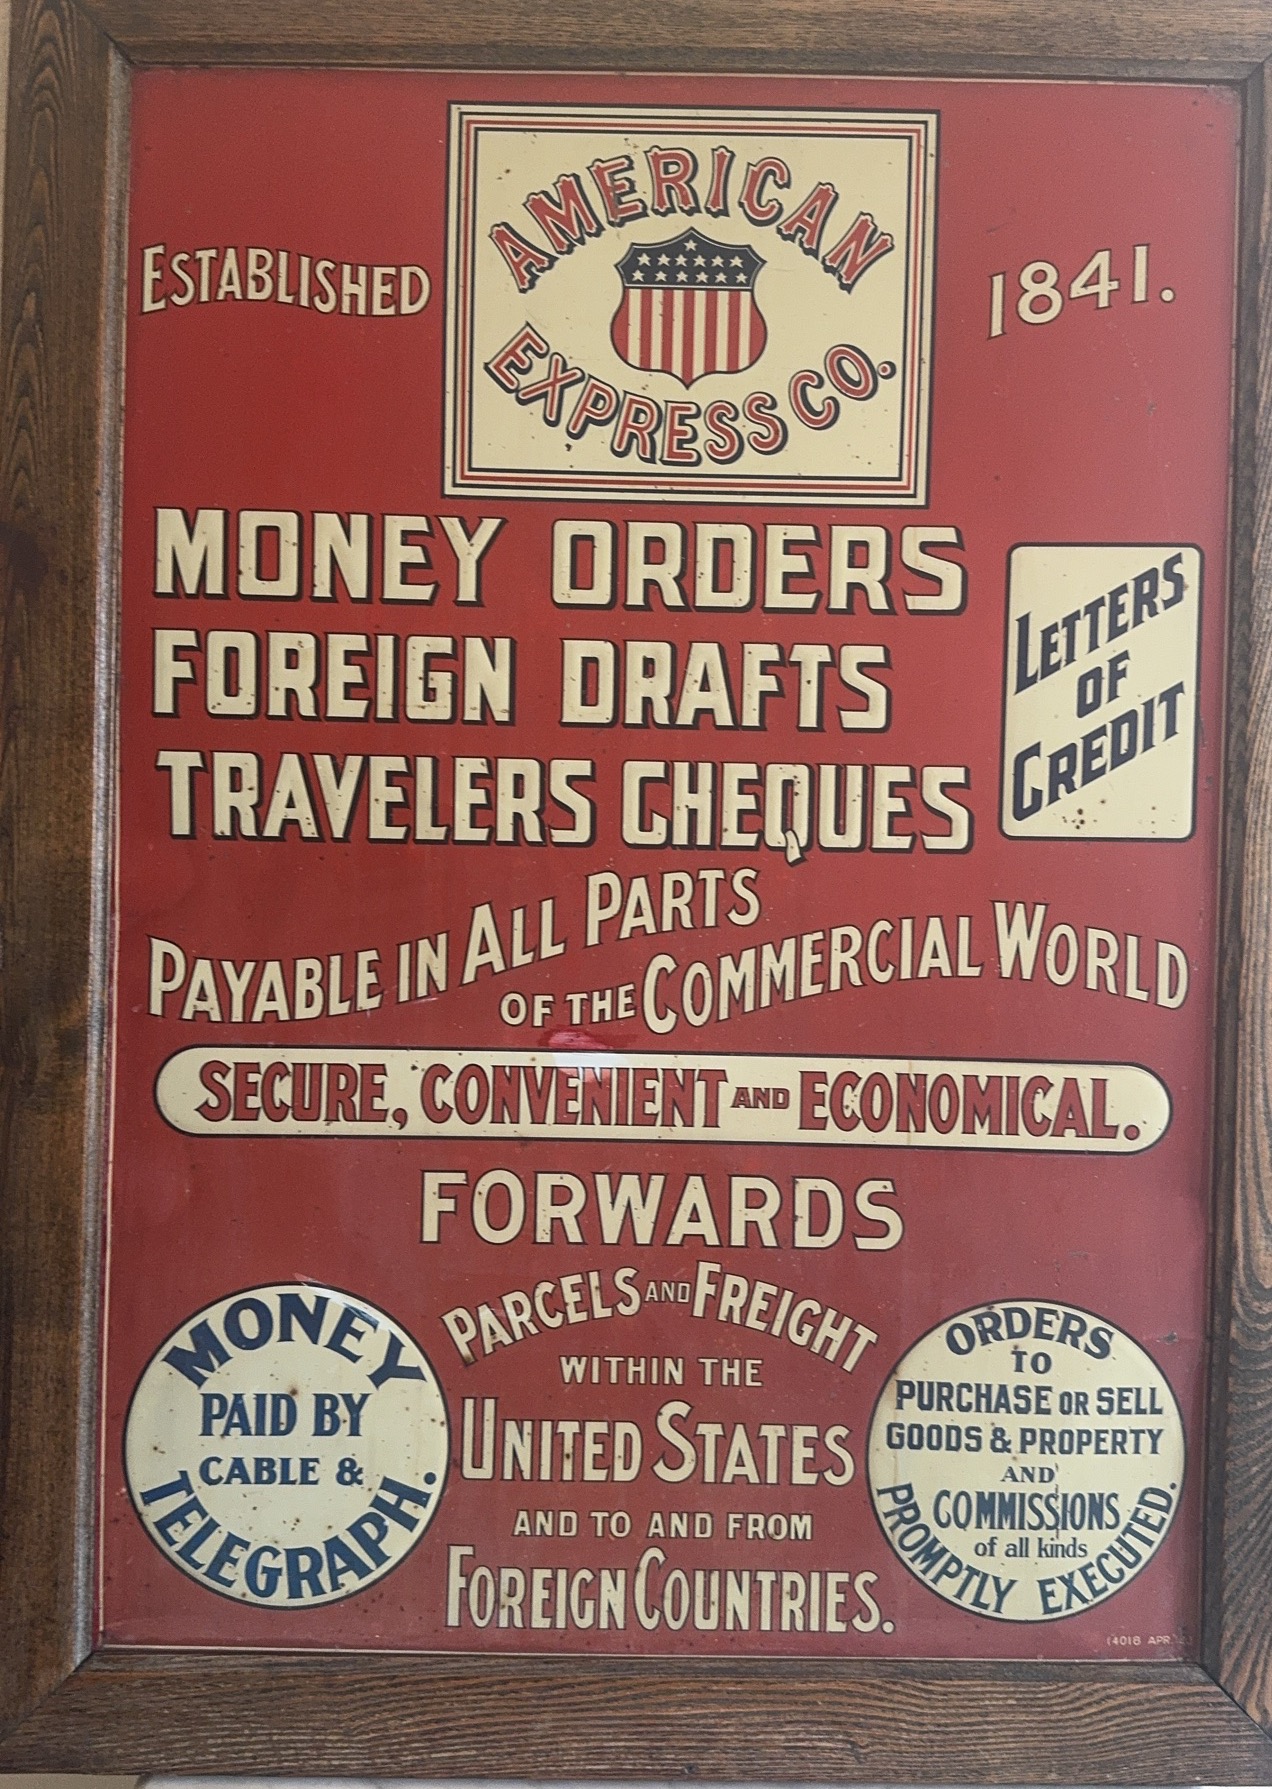 AMERICAN
ESTABLISHED 1841.
EXPRESS CO.
MONEY ORDERS
FOREIGN DRAFTS
TRAVELERS CHEQUES
LETTERS
OF
CREDIT
PAYABLE IN ALL PARTS
OF THE COMMERCIAL WORLD
SECURE, CONVENIENT AND ECONOMICAL.
FORWARDS
PARCELS AND FREIGHT
WITHIN THE
UNITED STATES
AND TO AND FROM
FOREIGN COUNTRIES.
MONEY
PAID BY
CABLE &
TELEGRAPH.
ORDERS
TO
PURCHASE OR SELL
GOODS & PROPERTY
AND
COMMISSIONS
of all kinds
PROMPTLY EXECUTED.
APR.